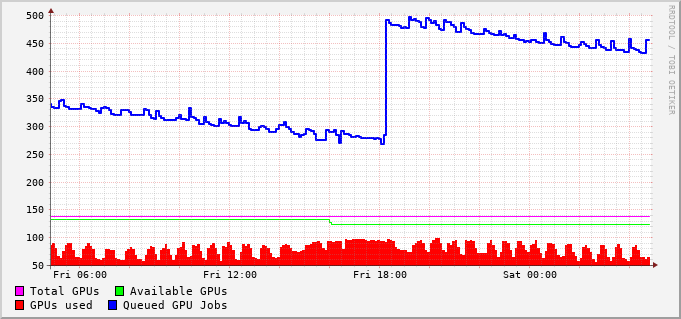 500
450
400
350
300
250
200
150
100
50
Fri 06:00 Fri 12:00 Fri 18:00 Sat 00:00
Total GPUs Available GPUs
GPUs used Queued GPU Jobs
RRDTOOL / TOBI OETIKER